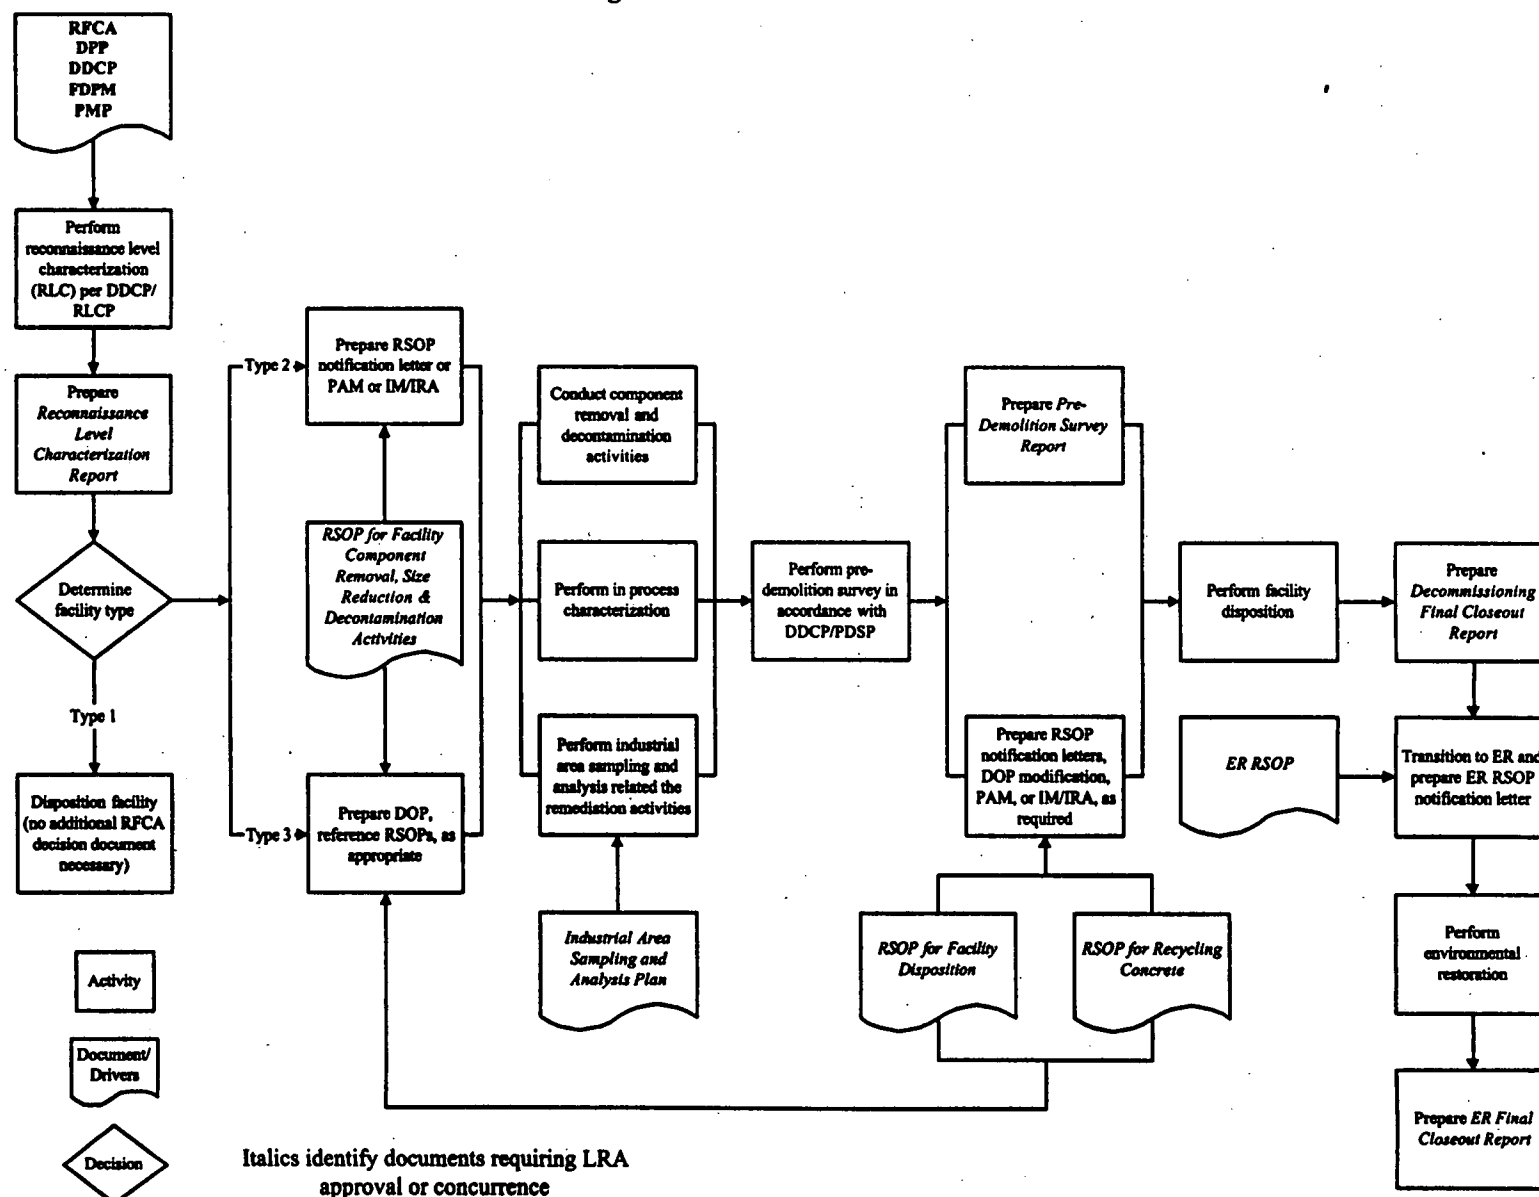 RFCA
DPP
DDCP
FDPM
PMP
Perform
reconnaissance level
characterization
(RLC) per DDCP/
RLCP
Prepare
Reconnaissance
Level
Characterization
Report
Determine
facility type
Type 1
Disposition facility
(no additional RFCA
decision document
necessary)
Type 2
Prepare RSOP
notification letter or
PAM or IM/IRA
RSOP for Facility
Component
Removal, Size
Reduction &
Decontamination
Activities
Type 3
Prepare DOP,
reference RSOPs, as
appropriate
Conduct component
removal and
decontamination
activities
Perform in process
characterization
Perform industrial
area sampling and
analysis related the
remediation activities
Industrial Area
Sampling and
Analysis Plan
Perform pre-
demolition survey in
accordance with
DDCP/PDSP
Prepare Pre-
Demolition Survey
Report
Prepare RSOP
notification letters,
DOP modification,
PAM, or IM/IRA, as
required
RSOP for Facility
Disposition
RSOP for Recycling
Concrete
Perform facility
disposition
Prepare
Decommissioning
Final Closeout
Report
ER RSOP
Transition to ER and
prepare ER RSOP
notification letter
Perform
environmental
restoration
Prepare ER Final
Closeout Report
Activity
Document/
Drivers
Decision
Italics identify documents requiring LRA
approval or concurrence